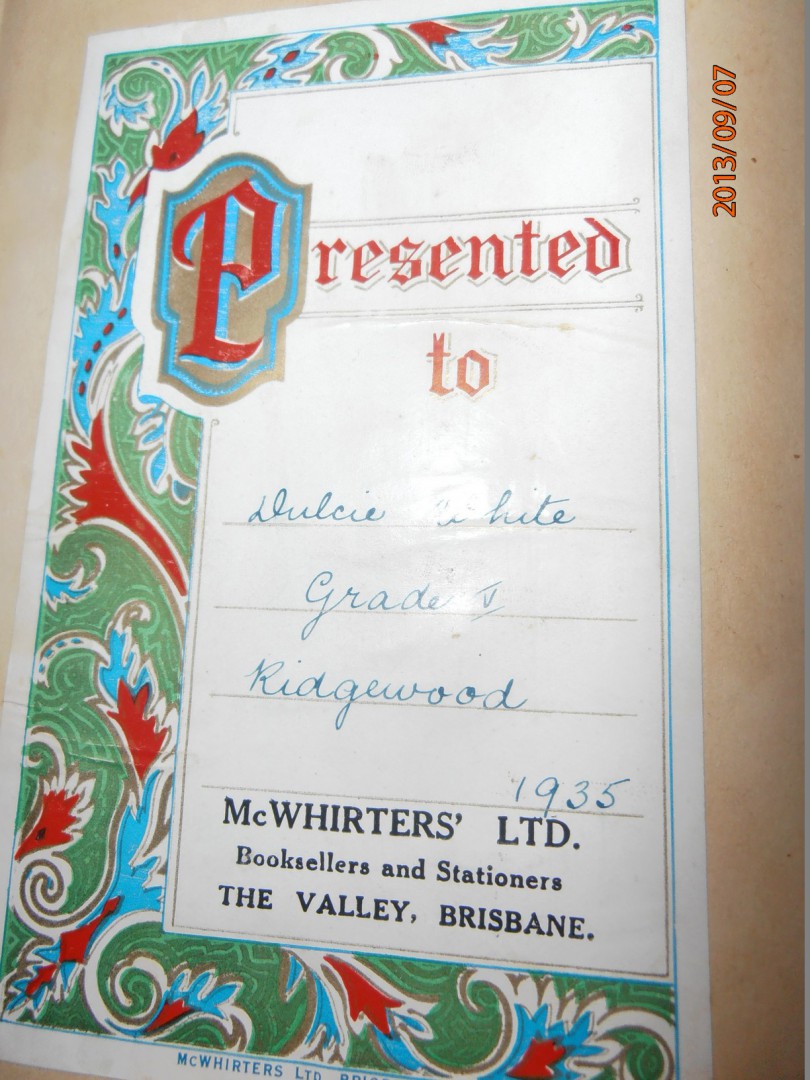 Presented
to
Dulcie White
Grade V
Ridgewood
1935
McWHIRTERS' LTD.
Booksellers and Stationers
THE VALLEY, BRISBANE.
McWHIRTERS LTD
2013/09/07